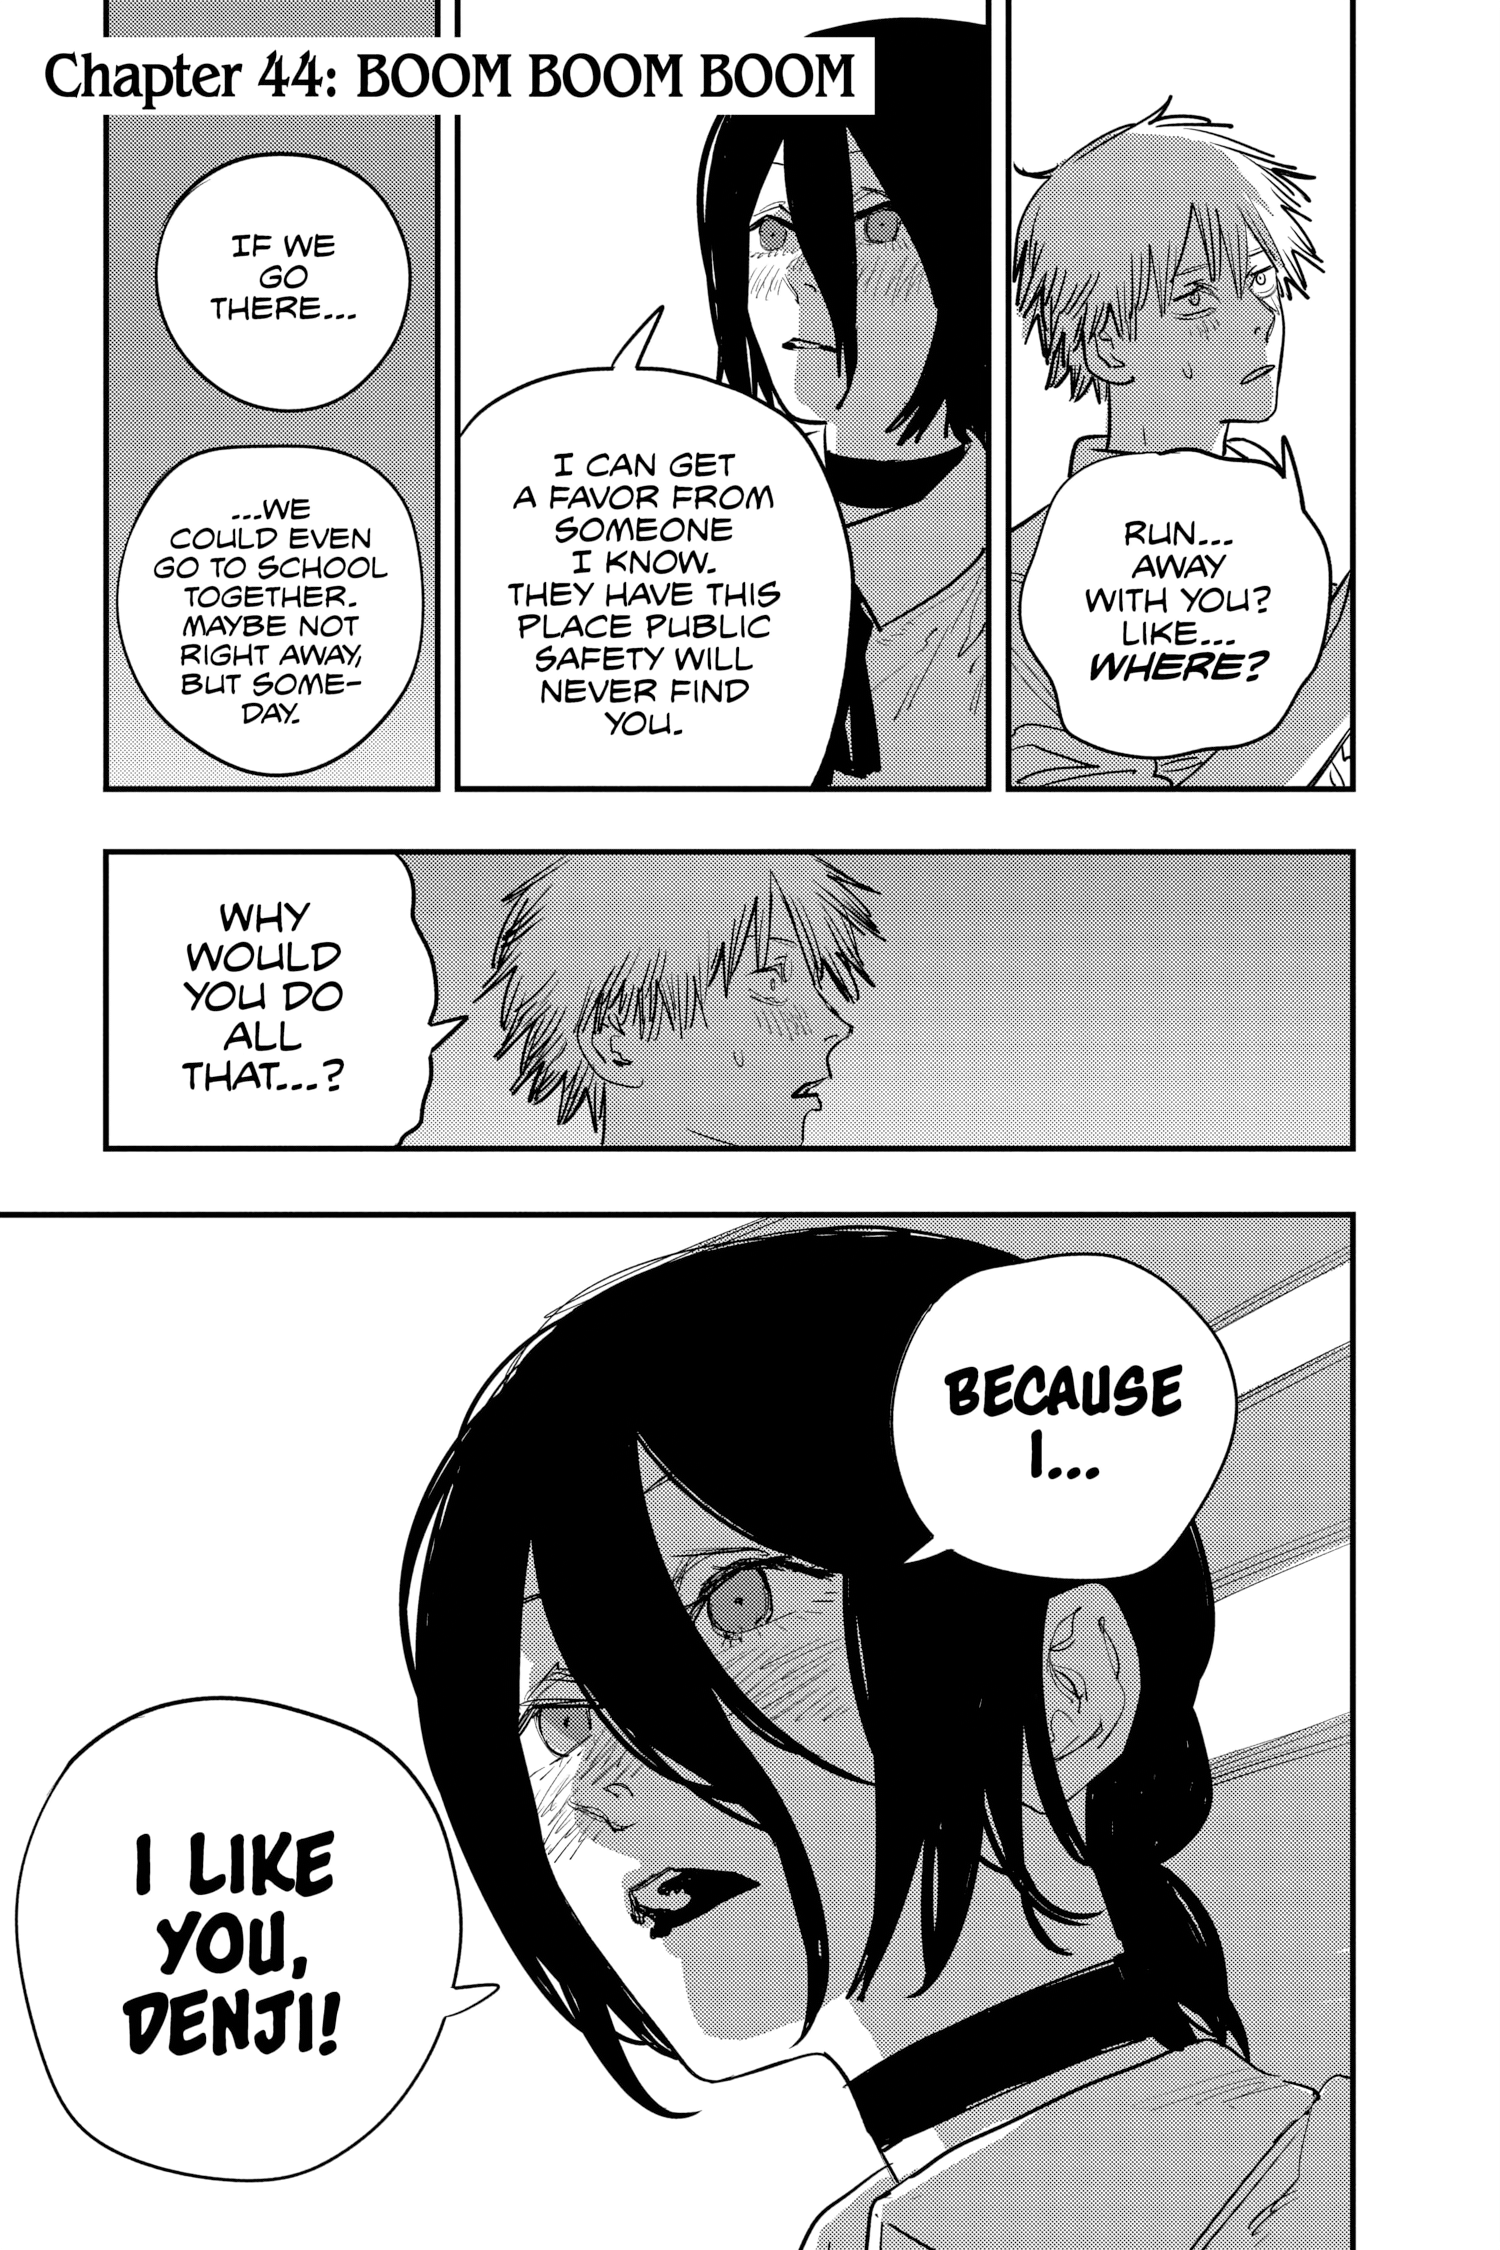 Chapter 44: BOOM BOOM BOOM
RUN...
AWAY
WITH YOU?
LIKE...
WHERE?
I CAN GET
A FAVOR FROM
SOMEONE
I KNOW.
THEY HAVE THIS
PLACE PUBLIC
SAFETY WILL
NEVER FIND
YOU.
IF WE
GO
THERE...
...WE
COULD EVEN
GO TO SCHOOL
TOGETHER.
MAYBE NOT
RIGHT AWAY,
BUT SOME-
DAY.
WHY
WOULD
YOU DO
ALL
THAT...?
BECAUSE
I...
I LIKE
YOU,
DENJI!